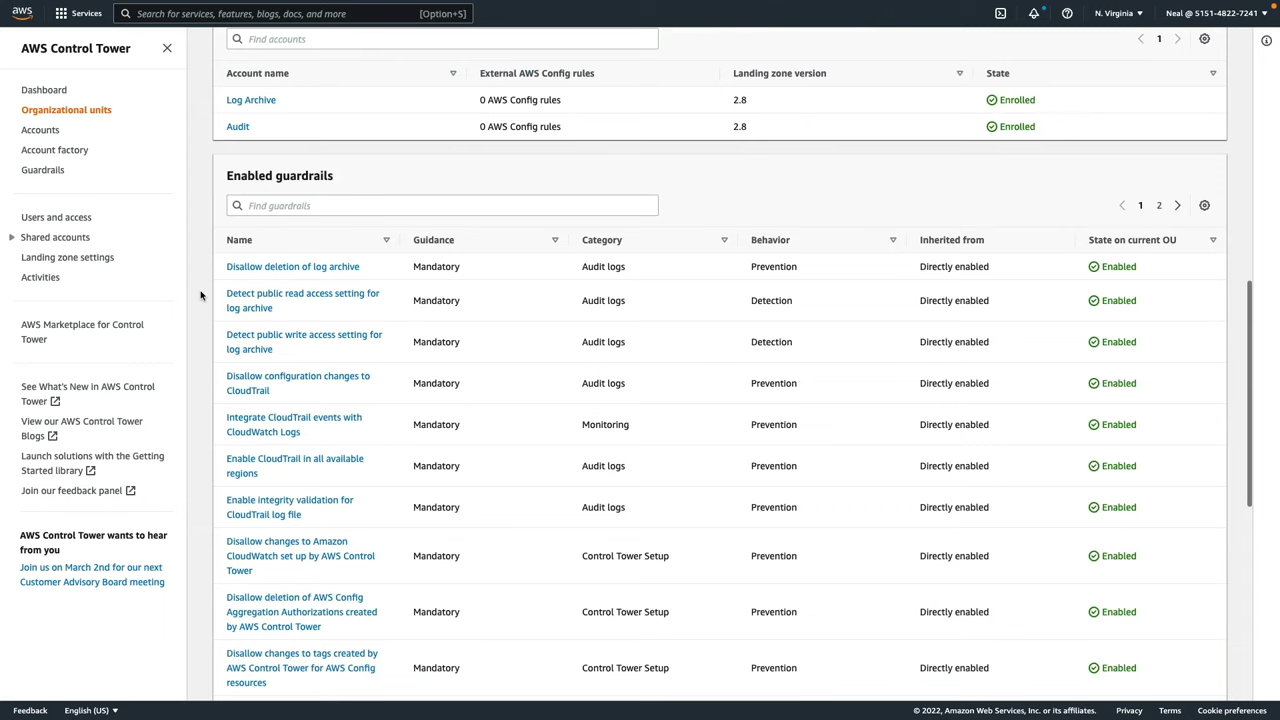 aws
Services
Search for services, features, blogs, docs, and more
[Option+S]
N. Virginia
Neal @ 5151-4822-7241
AWS Control Tower
Dashboard
Organizational units
Accounts
Account factory
Guardrails
Users and access
Shared accounts
Landing zone settings
Activities
AWS Marketplace for Control
Tower
See What's New in AWS Control
Tower
View our AWS Control Tower
Blogs
Launch solutions with the Getting
Started library
Join our feedback panel
AWS Control Tower wants to hear
from you
Join us on March 2nd for our next
Customer Advisory Board meeting
Find accounts
1
Account name External AWS Config rules Landing zone version State
Log Archive 0 AWS Config rules 2.8 Enrolled
Audit 0 AWS Config rules 2.8 Enrolled
Enabled guardrails
Find guardrails
1 2
Name Guidance Category Behavior Inherited from State on current OU
Disallow deletion of log archive Mandatory Audit logs Prevention Directly enabled Enabled
Detect public read access setting for
log archive
Mandatory Audit logs Detection Directly enabled Enabled
Detect public write access setting for
log archive
Mandatory Audit logs Detection Directly enabled Enabled
Disallow configuration changes to
CloudTrail
Mandatory Audit logs Prevention Directly enabled Enabled
Integrate CloudTrail events with
CloudWatch Logs
Mandatory Monitoring Prevention Directly enabled Enabled
Enable CloudTrail in all available
regions
Mandatory Audit logs Prevention Directly enabled Enabled
Enable integrity validation for
CloudTrail log file
Mandatory Audit logs Prevention Directly enabled Enabled
Disallow changes to Amazon
CloudWatch set up by AWS Control
Tower
Mandatory Control Tower Setup Prevention Directly enabled Enabled
Disallow deletion of AWS Config
Aggregation Authorizations created
by AWS Control Tower
Mandatory Control Tower Setup Prevention Directly enabled Enabled
Disallow changes to tags created by
AWS Control Tower for AWS Config
resources
Mandatory Control Tower Setup Prevention Directly enabled Enabled
Feedback English (US) © 2022, Amazon Web Services, Inc. or its affiliates. Privacy Terms Cookie preferences